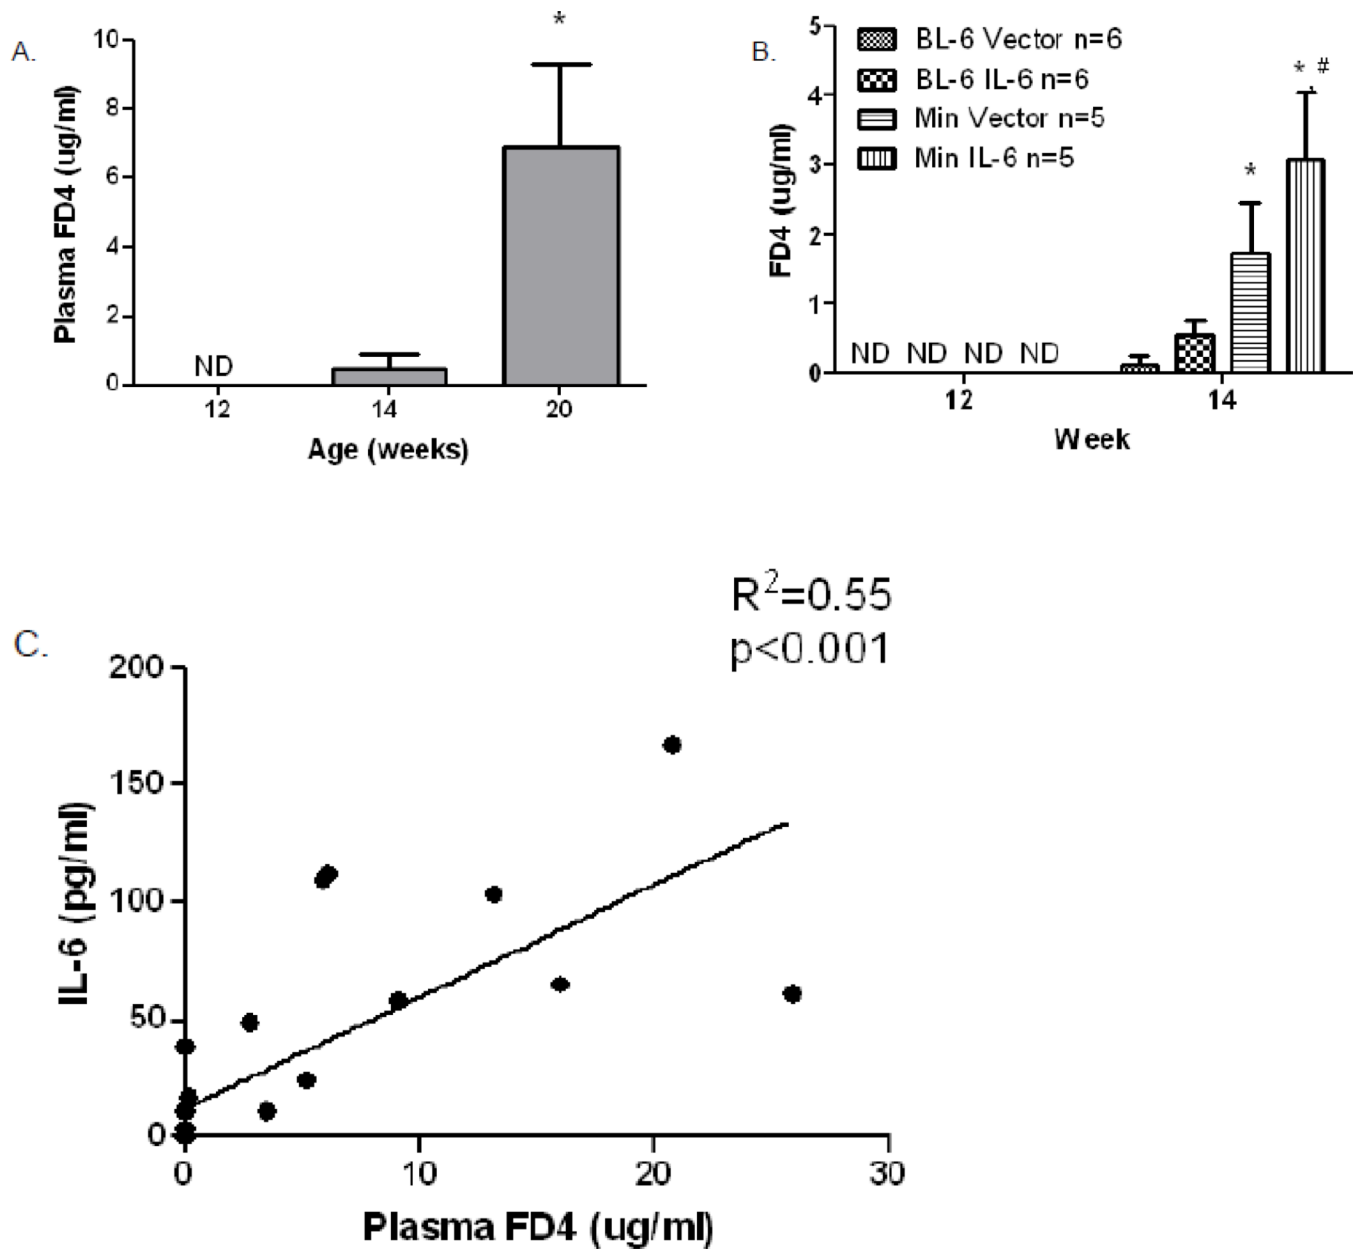 A.
*
10
8
6
4
2
0
Plasma FD4 (ug/ml)
ND
12 14 20
Age (weeks)
B.
5
4
3
2
1
0
FD4 (ug/ml)
BL-6 Vector n=6
BL-6 IL-6 n=6
Min Vector n=5
Min IL-6 n=5
*, #
*
ND ND ND ND
12 14
Week
C.
R²=0.55
p<0.001
200
150
100
50
0
IL-6 (pg/ml)
0 10 20 30
Plasma FD4 (ug/ml)